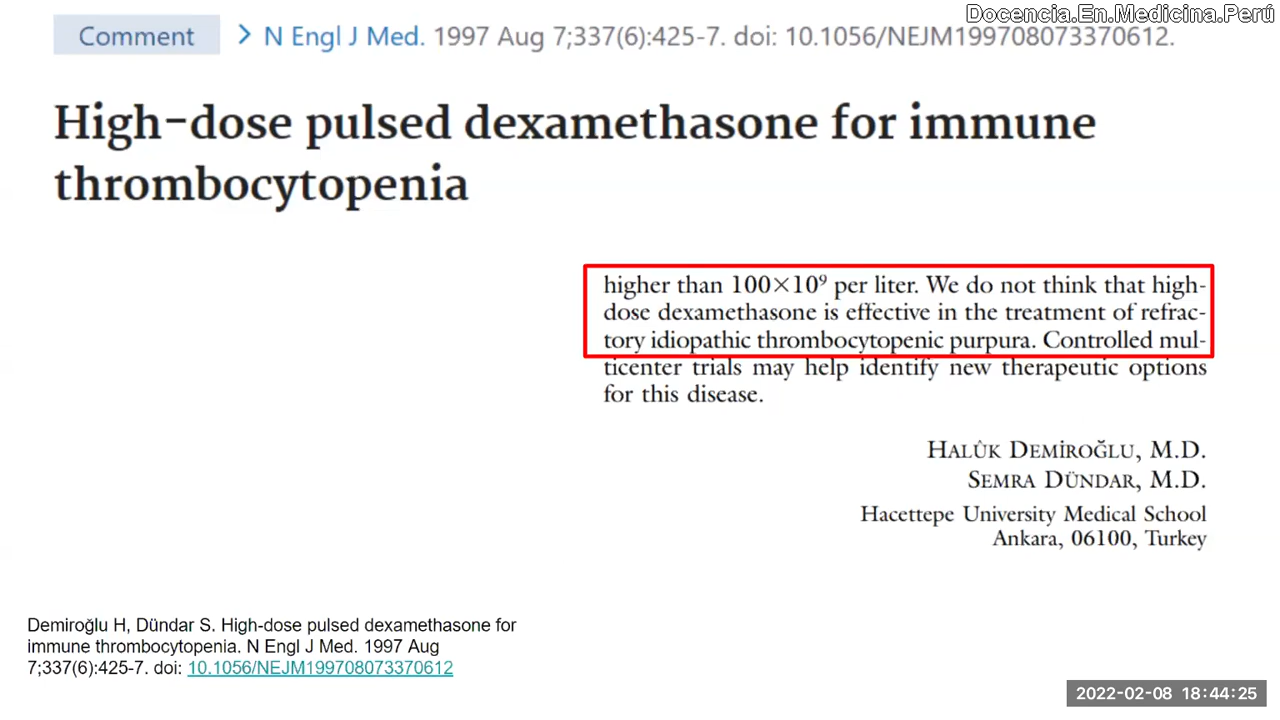 Docencia.En.Medicina.Perú
Comment
N Engl J Med. 1997 Aug 7;337(6):425-7. doi: 10.1056/NEJM199708073370612.
High-dose pulsed dexamethasone for immune
thrombocytopenia
higher than 100×10⁹ per liter. We do not think that high-
dose dexamethasone is effective in the treatment of refrac-
tory idiopathic thrombocytopenic purpura. Controlled mul-
ticenter trials may help identify new therapeutic options
for this disease.
HALÛK DEMİROĞLU, M.D.
SEMRA DÜNDAR, M.D.
Hacettepe University Medical School
Ankara, 06100, Turkey
Demiroğlu H, Dündar S. High-dose pulsed dexamethasone for
immune thrombocytopenia. N Engl J Med. 1997 Aug
7;337(6):425-7. doi: 10.1056/NEJM199708073370612
2022-02-08 18:44:25